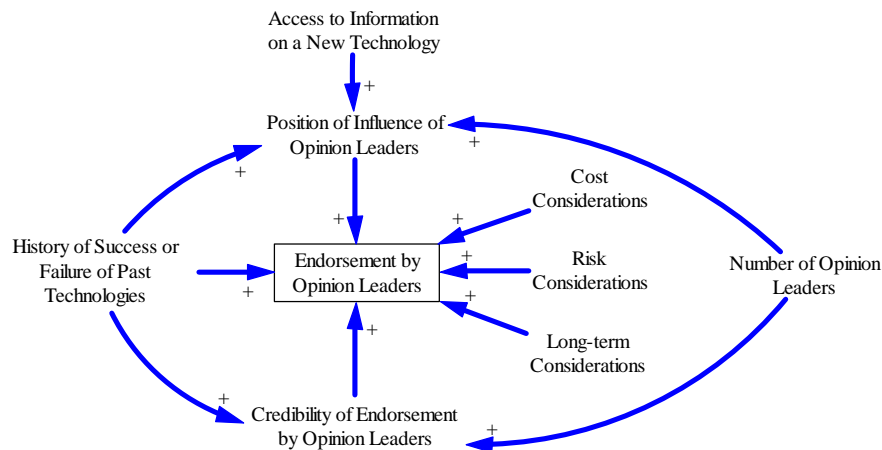 Access to Information
on a New Technology
+
Position of Influence of
Opinion Leaders
+
+
Cost
Considerations
+
+
History of Success or
Failure of Past
Technologies
+
Endorsement by
Opinion Leaders
+
Risk
Considerations
+
Number of Opinion
Leaders
+
Long-term
Considerations
+
+
Credibility of Endorsement
by Opinion Leaders
+